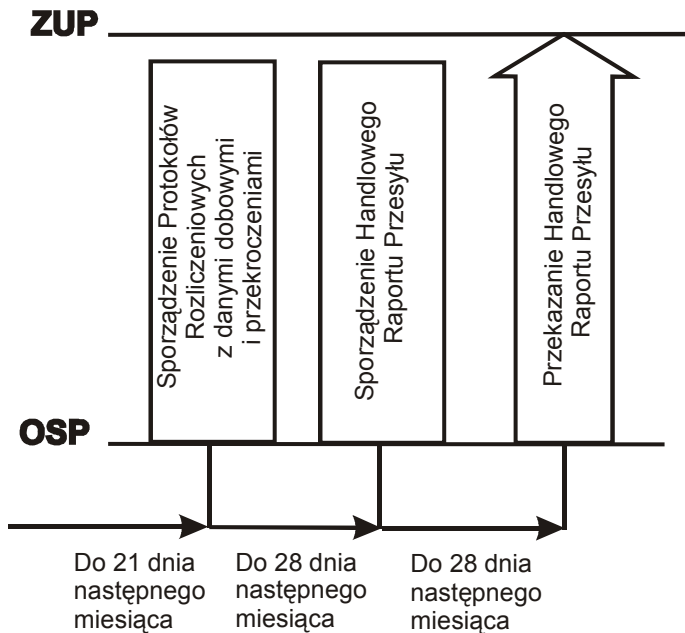 ZUP
Sporządzenie Protokołów
Rozliczeniowych
z danymi dobowymi
i przekroczeniami
Sporządzenie Handlowego
Raportu Przesyłu
Przekazanie Handlowego
Raportu Przesyłu
OSP
Do 21 dnia
następnego
miesiąca
Do 28 dnia
następnego
miesiąca
Do 28 dnia
następnego
miesiąca